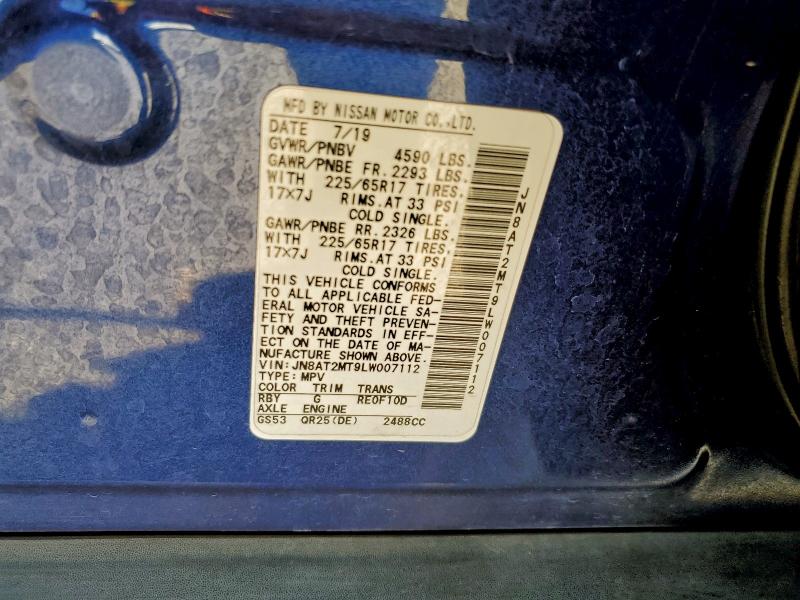 MFD BY NISSAN MOTOR CO.,LTD.
DATE 7/19
GVWR/PNBV 4590 LBS.
GAWR/PNBE FR. 2293 LBS.
WITH 225/65R17 TIRES.
17X7J RIMS.AT 33 PSI
COLD SINGLE.
GAWR/PNBE RR. 2326 LBS.
WITH 225/65R17 TIRES.
17X7J RIMS.AT 33 PSI
COLD SINGLE.
THIS VEHICLE CONFORMS
TO ALL APPLICABLE FED-
ERAL MOTOR VEHICLE SA-
FETY AND THEFT PREVEN-
TION STANDARDS IN EFF-
ECT ON THE DATE OF MA-
NUFACTURE SHOWN ABOVE.
VIN:JN8AT2MT9LW007112
TYPE:MPV
COLOR TRIM TRANS
RBY G RE0F10D
AXLE ENGINE
GS53 QR25(DE) 2488CC
JN8AT2MT9LW007112